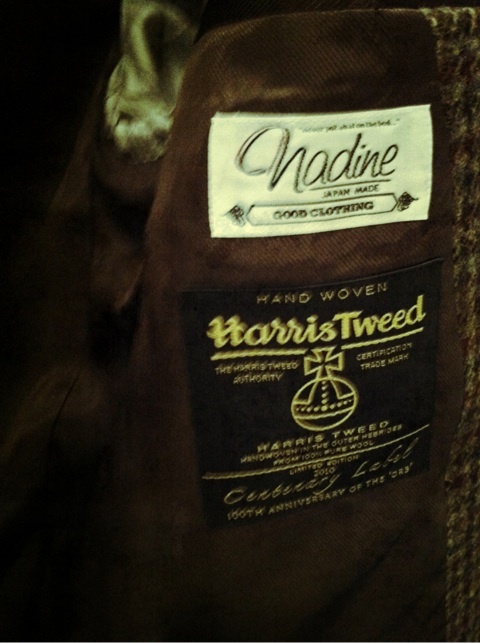 Nadine
JAPAN MADE
GOOD CLOTHING
HAND WOVEN
Harris Tweed
THE HARRIS TWEED AUTHORITY
CERTIFICATION TRADE MARK
HARRIS TWEED
HANDWOVEN IN THE OUTER HEBRIDES
FROM 100% PURE WOOL
LIMITED EDITION
2010
Centenary Label
100TH ANNIVERSARY OF THE 'ORB'